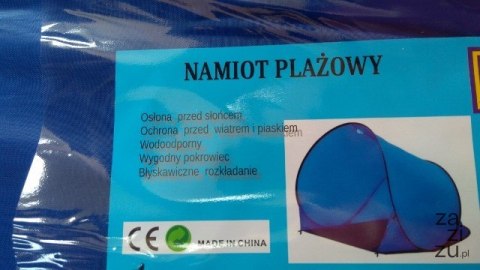 NAMIOT PLAŻOWY
Osłona przed słońcem
Ochrona przed wiatrem i piaskiem
Wodoodporny
Wygodny pokrowiec
Błyskawiczne rozkładanie
CE
MADE IN CHINA
za
zi
zu.pl